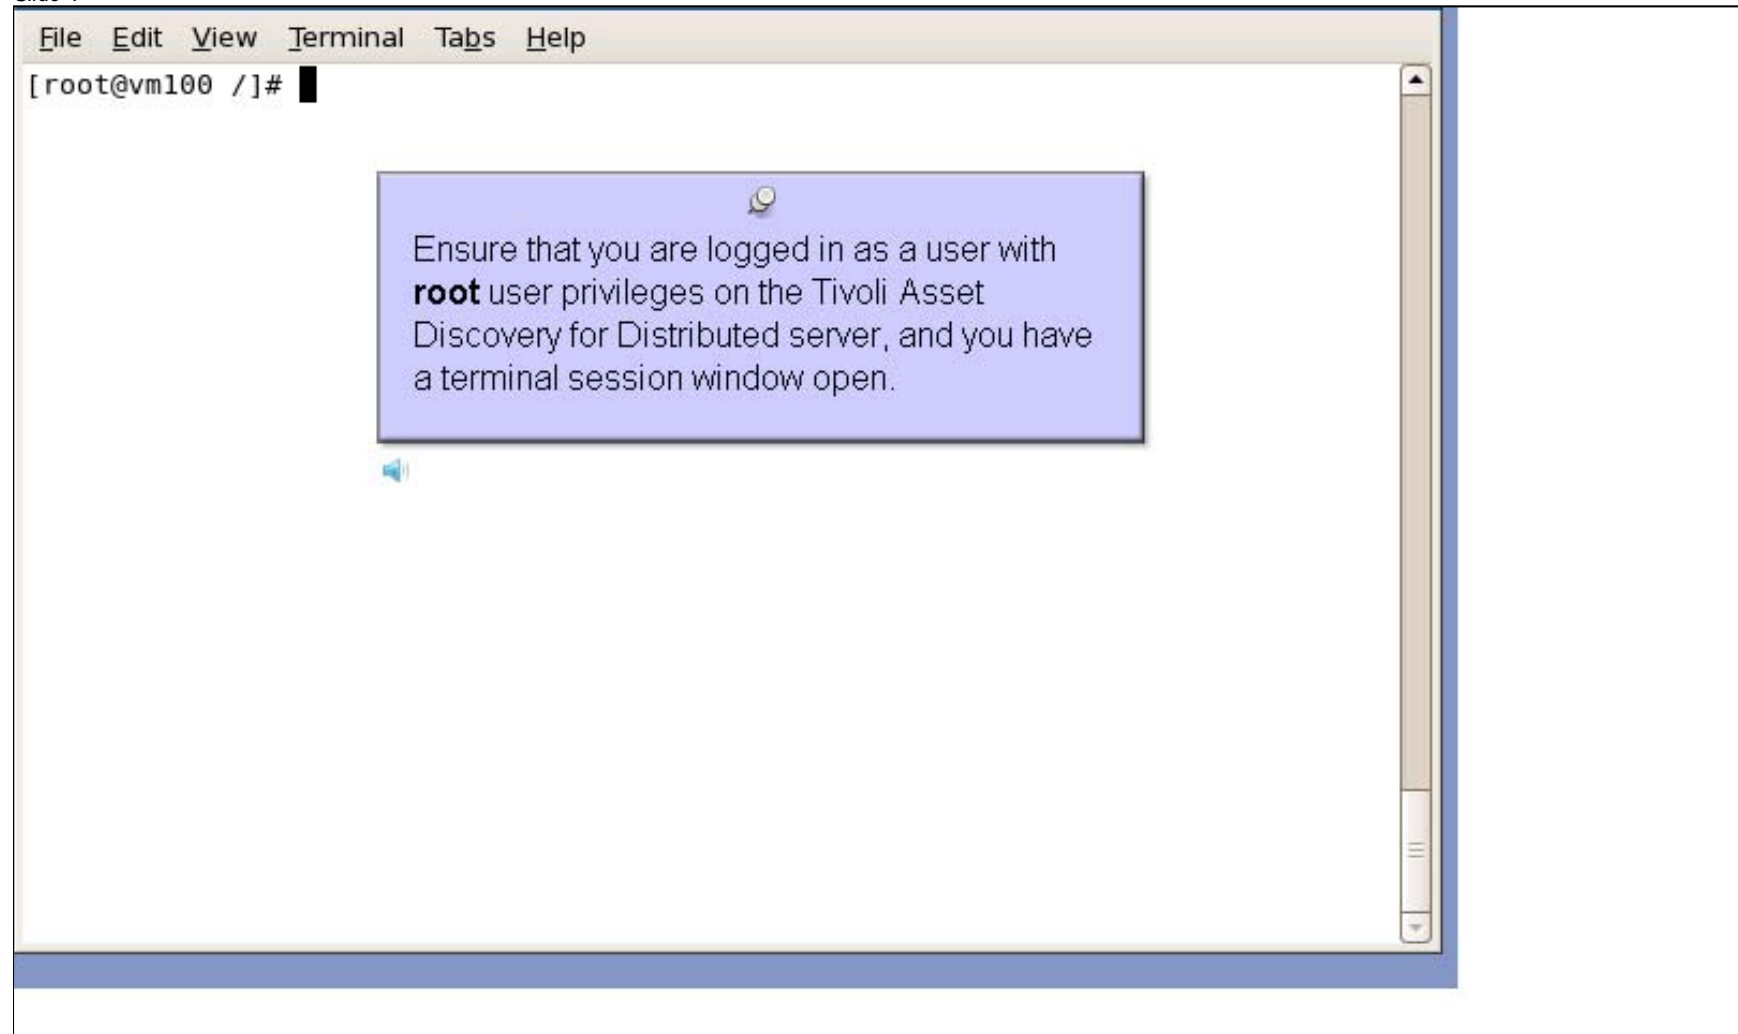 File Edit View Terminal Tabs Help
[root@vm100 /]#
Ensure that you are logged in as a user with
root user privileges on the Tivoli Asset
Discovery for Distributed server, and you have
a terminal session window open.